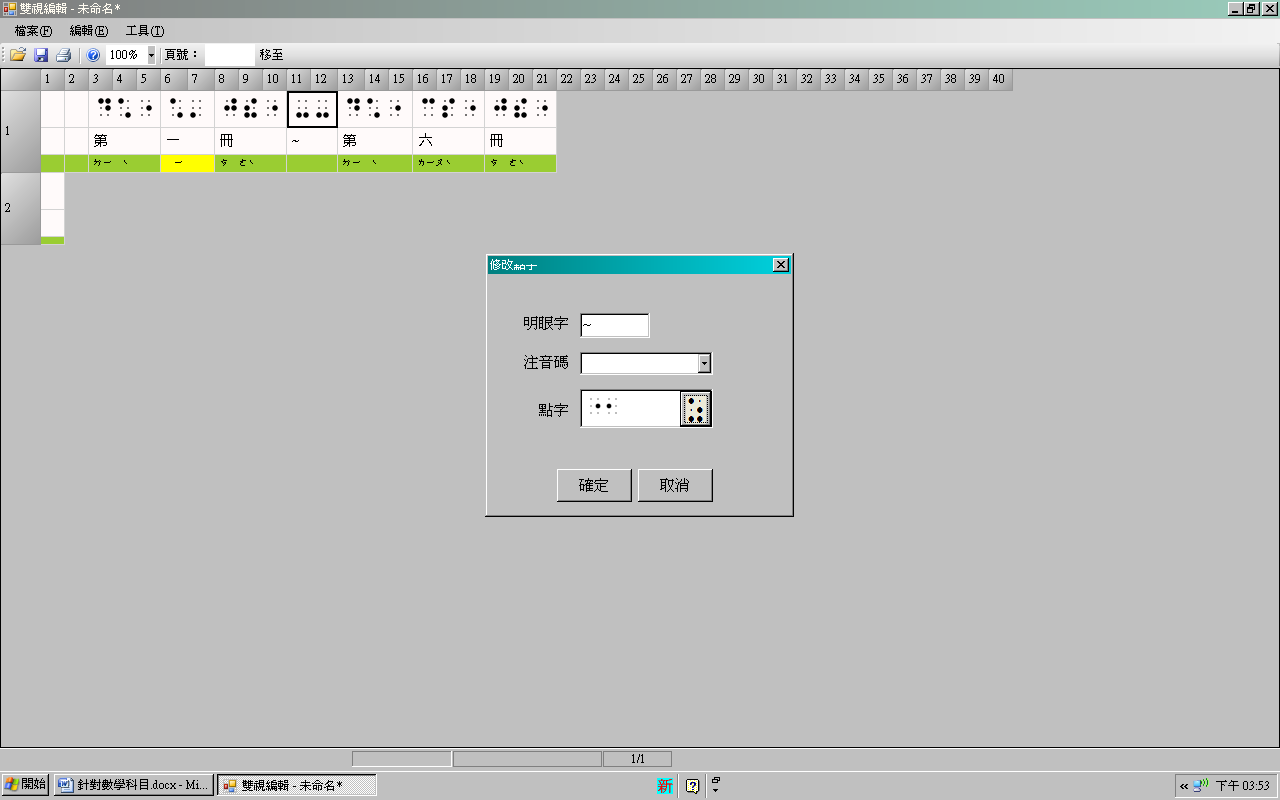 雙視編輯 - 未命名*
檔案(F) 編輯(E) 工具(T)
100% 頁號： 移至
1 2 3 4 5 6 7 8 9 10 11 12 13 14 15 16 17 18 19 20 21 22 23 24 25 26 27 28 29 30 31 32 33 34 35 36 37 38 39 40
1
⠙⠡⠐ ⠡⠄ ⠚⠮⠐ ⠤⠤ ⠙⠡⠐ ⠉⠎⠐ ⠚⠮⠐
第 一 冊 ~ 第 六 冊
ㄉㄧ ˋ ㄧ ㄘ ㄜˋ ㄉㄧ ˋ ㄌㄧㄡˋ ㄘ ㄜˋ
2
修改
明眼字 ~
注音碼
點字 ⠐⠂
確定 取消
1/1
開始 針對數學科目.docx - Mi... 雙視編輯 - 未命名* 新 « 下午 03:53